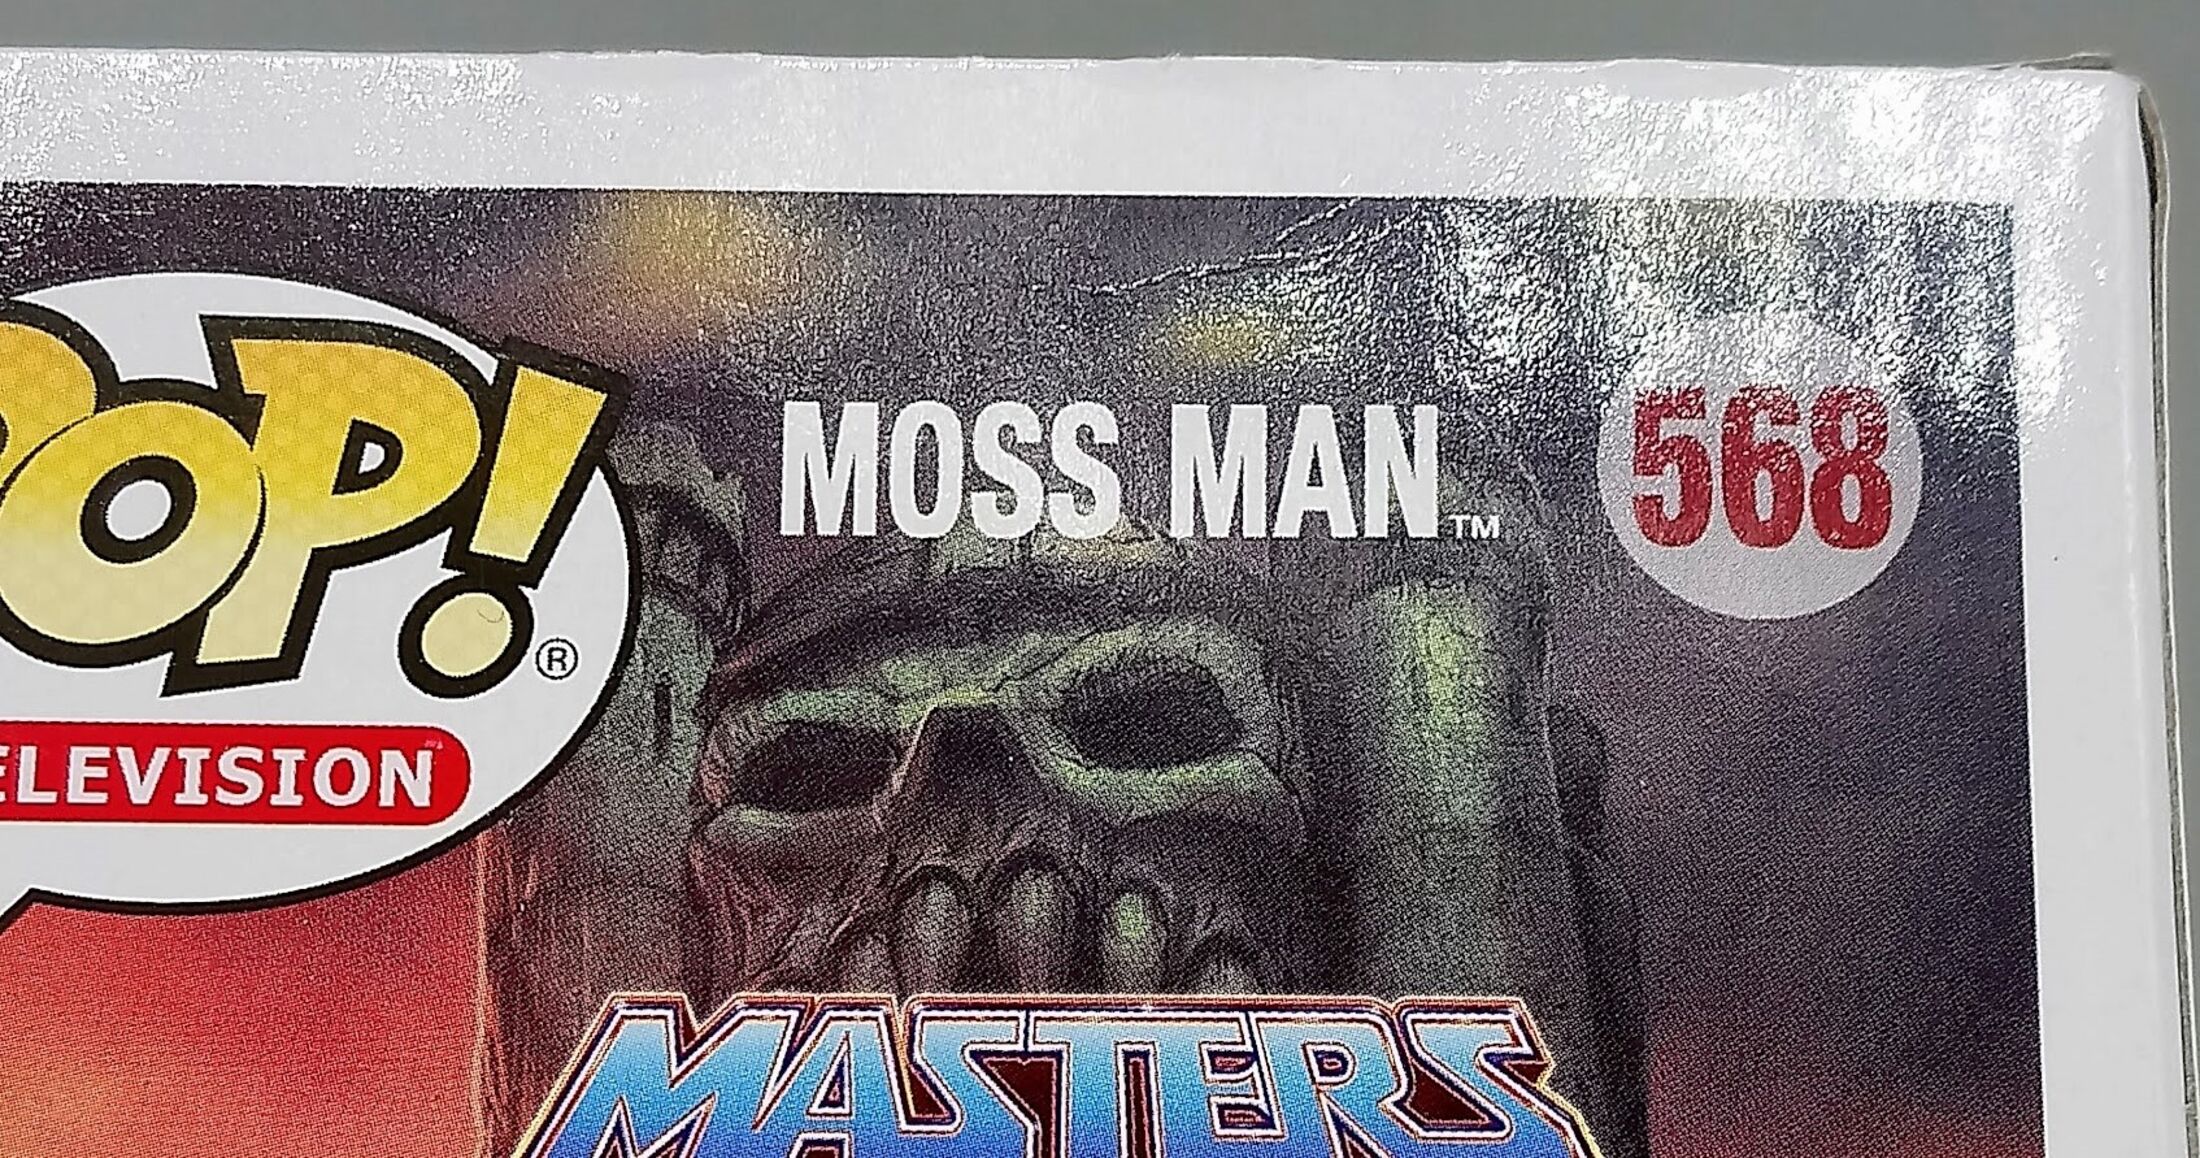 POP! ®
TELEVISION
MOSS MAN™
568
MASTERS